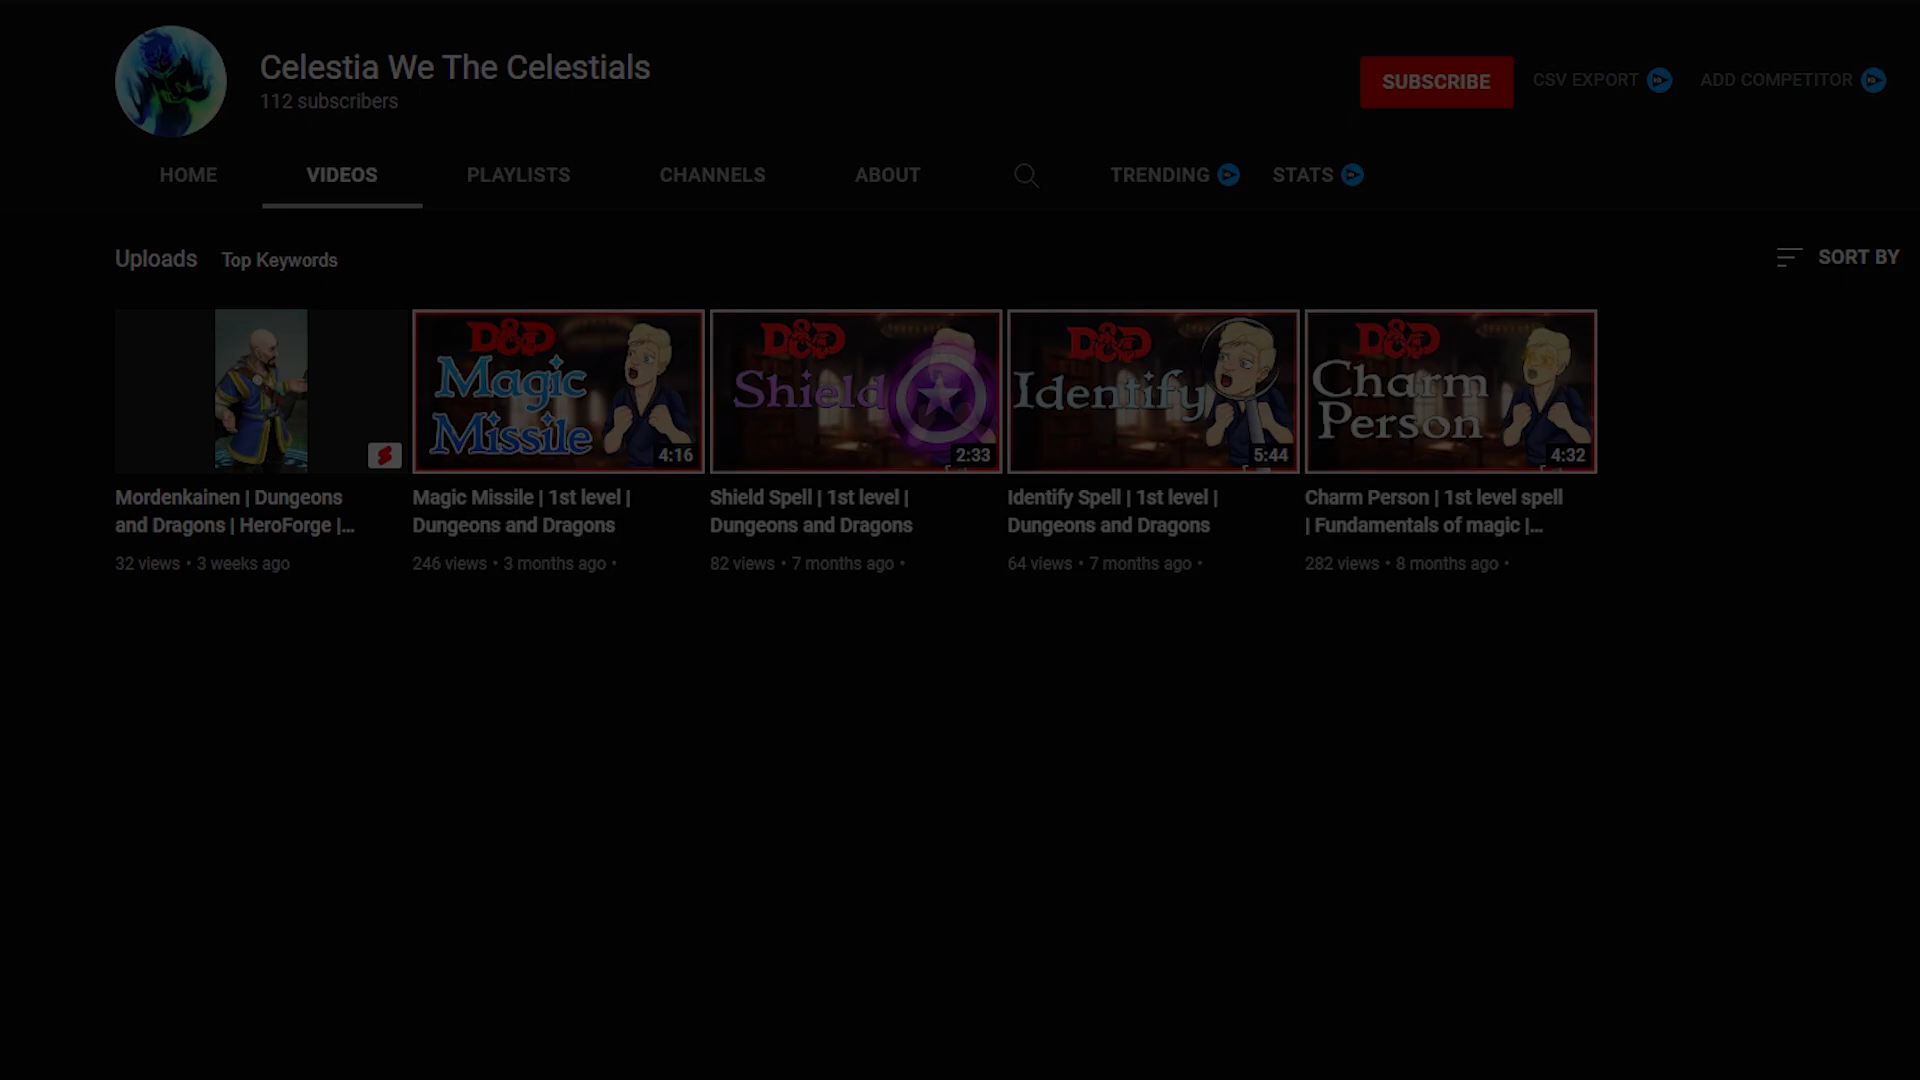 Celestia We The Celestials
112 subscribers
SUBSCRIBE
CSV EXPORT
ADD COMPETITOR
HOME
VIDEOS
PLAYLISTS
CHANNELS
ABOUT
TRENDING
STATS
Uploads
Top Keywords
SORT BY
D&D
Magic
Missile
4:16
D&D
Shield
2:33
D&D
Identify
5:44
D&D
Charm
Person
4:32
Mordenkainen | Dungeons
and Dragons | HeroForge |...
32 views • 3 weeks ago
Magic Missile | 1st level |
Dungeons and Dragons
246 views • 3 months ago •
Shield Spell | 1st level |
Dungeons and Dragons
82 views • 7 months ago •
Identify Spell | 1st level |
Dungeons and Dragons
64 views • 7 months ago •
Charm Person | 1st level spell
| Fundamentals of magic |...
282 views • 8 months ago •